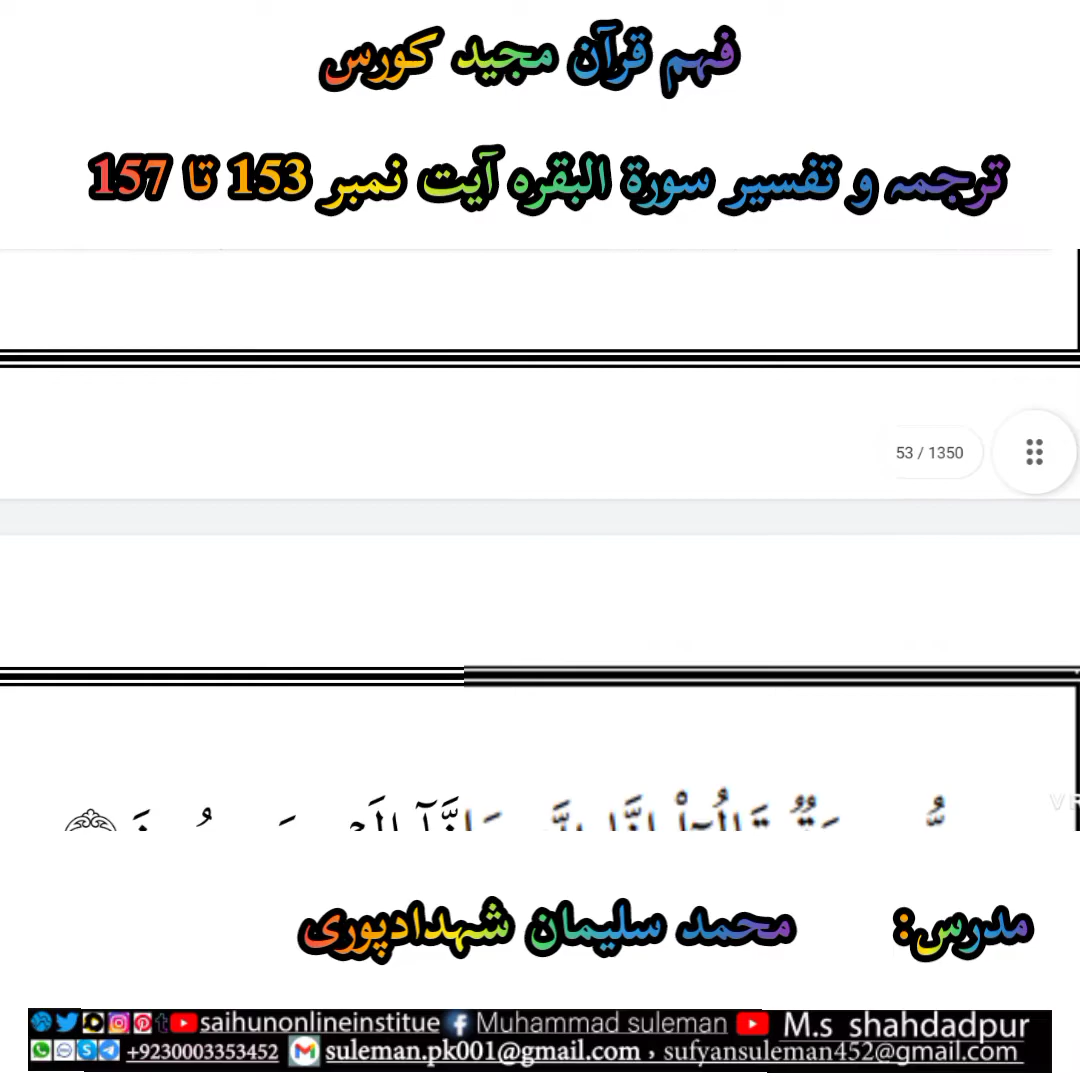 فہم قرآن مجید کورس
ترجمہ و تفسیر سورۃ البقرہ آیت نمبر 153 تا 157
53 / 1350
مدرس: محمد سلیمان شہدادپوری
saihunonlineinstitue Muhammad suleman M.s shahdadpur
+9230003353452 suleman.pk001@gmail.com , sufyansuleman452@gmail.com